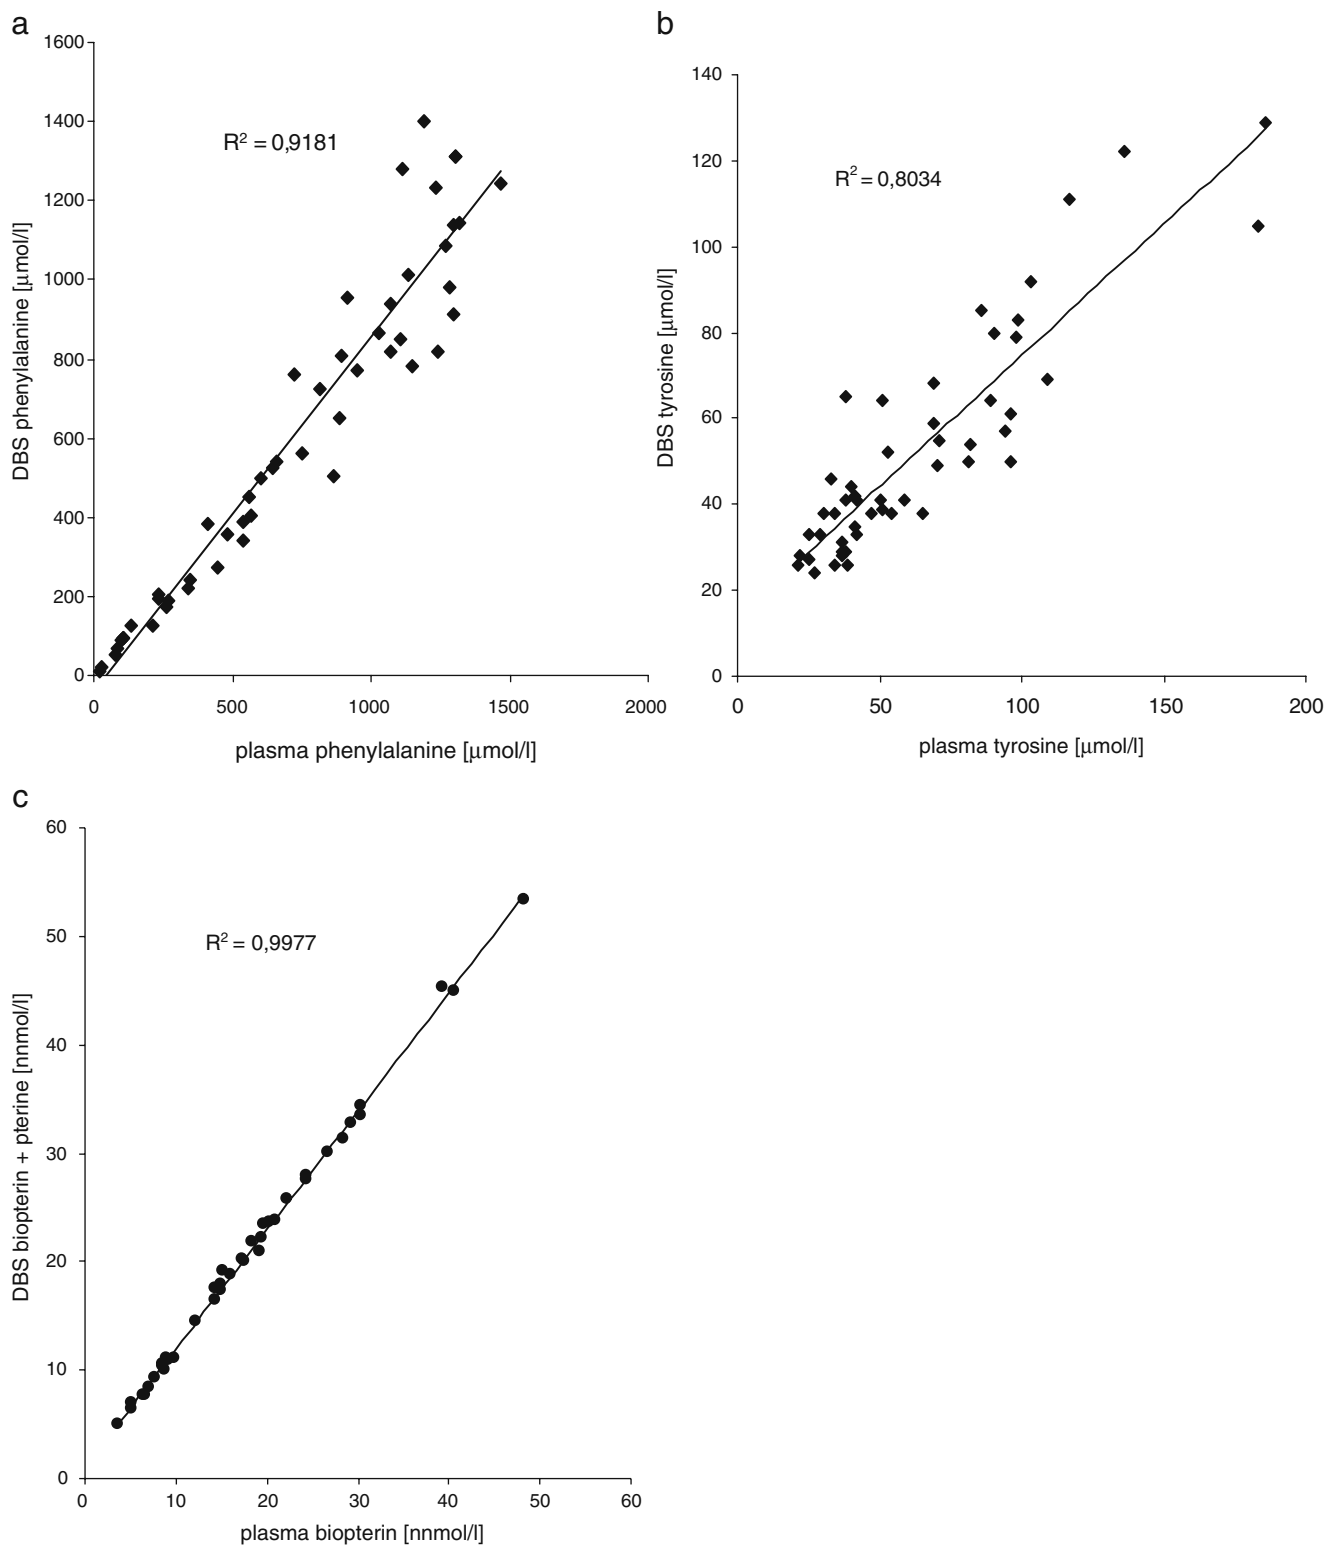 a
1600
1400
1200
1000
800
600
400
200
0
R² = 0,9181
DBS phenylalanine [μmol/l]
0 500 1000 1500 2000
plasma phenylalanine [μmol/l]
b
140
120
100
80
60
40
20
0
R² = 0,8034
DBS tyrosine [μmol/l]
0 50 100 150 200
plasma tyrosine [μmol/l]
c
60
50
40
30
20
10
0
R² = 0,9977
DBS biopterin + pterine [nnmol/l]
0 10 20 30 40 50 60
plasma biopterin [nnmol/l]